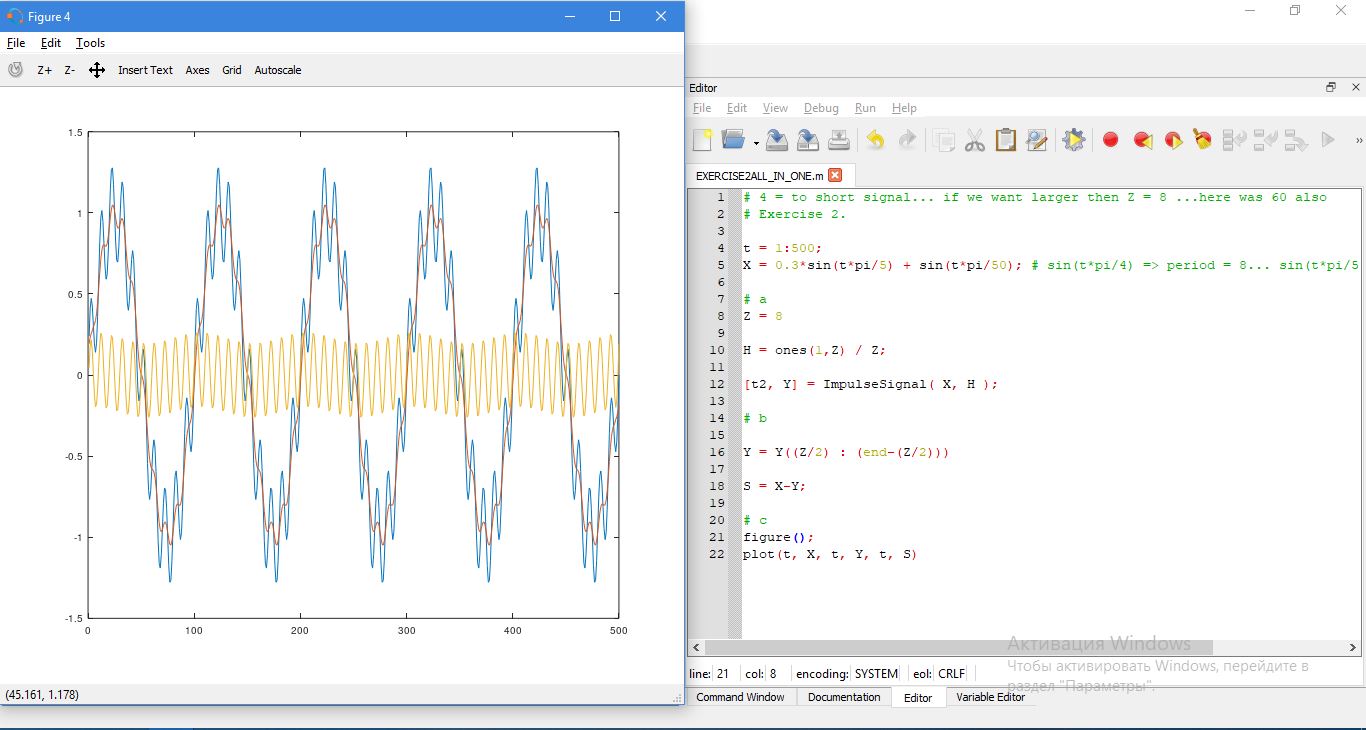 Figure 4
File Edit Tools
Z+ Z- Insert Text Axes Grid Autoscale
1.5
1
0.5
0
-0.5
-1
-1.5
0 100 200 300 400 500
(45.161, 1.178)
Editor
File Edit View Debug Run Help
»
EXERCISE2ALL_IN_ONE.m
1 # 4 = to short signal... if we want larger then Z = 8 ...here was 60 also
2 # Exercise 2.
3
4 t = 1:500;
5 X = 0.3*sin(t*pi/5) + sin(t*pi/50); # sin(t*pi/4) => period = 8... sin(t*pi/5
6
7 # a
8 Z = 8
9
10 H = ones(1,Z) / Z;
11
12 [t2, Y] = ImpulseSignal( X, H );
13
14 # b
15
16 Y = Y((Z/2) : (end-(Z/2)))
17
18 S = X-Y;
19
20 # c
21 figure();
22 plot(t, X, t, Y, t, S)
Активация Windows
Чтобы активировать Windows, перейдите в
раздел "Параметры".
line: 21 col: 8 encoding: SYSTEM eol: CRLF
Command Window Documentation Editor Variable Editor